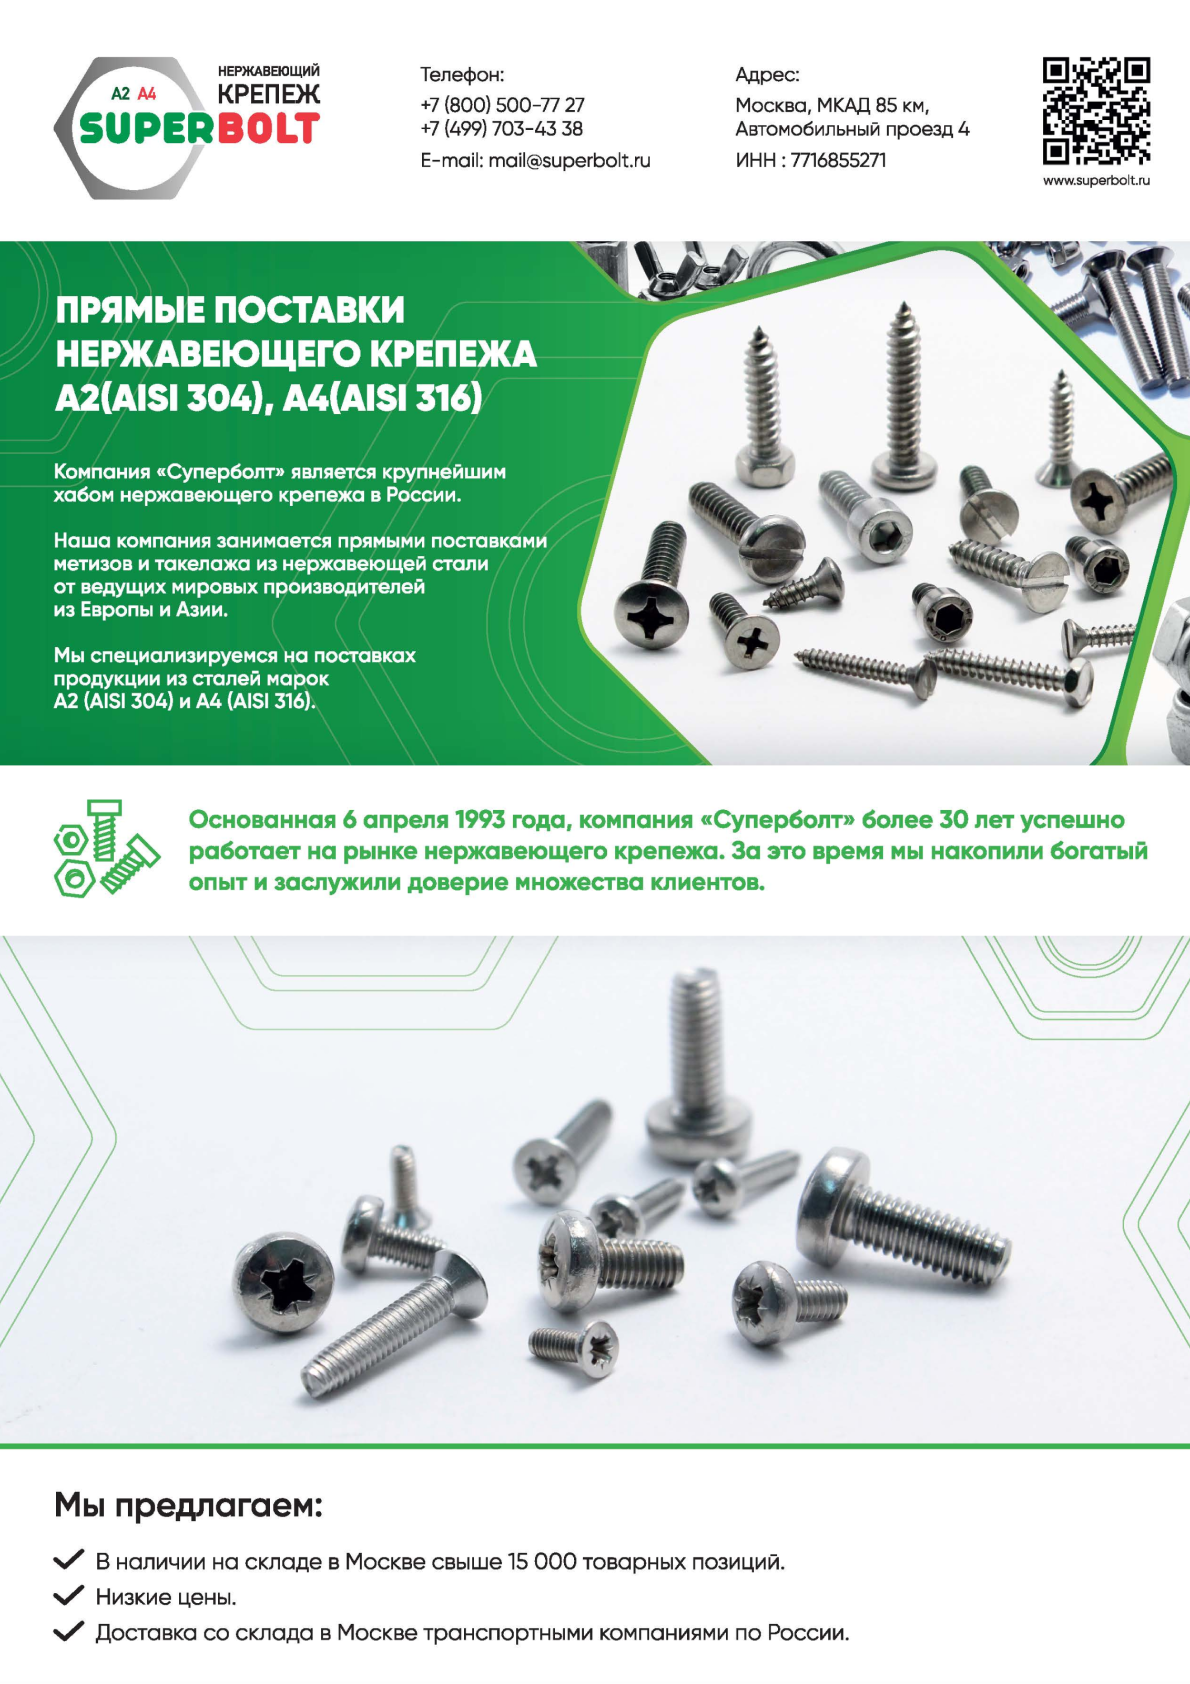 A2 A4
SUPERBOLT
НЕРЖАВЕЮЩИЙ
КРЕПЕЖ
Телефон:
+7 (800) 500-77 27
+7 (499) 703-43 38
E-mail: mail@superbolt.ru
Адрес:
Москва, МКАД 85 км,
Автомобильный проезд 4
ИНН : 7716855271
www.superbolt.ru
ПРЯМЫЕ ПОСТАВКИ
НЕРЖАВЕЮЩЕГО КРЕПЕЖА
А2(AISI 304), А4(AISI 316)
Компания «Суперболт» является крупнейшим
хабом нержавеющего крепежа в России.
Наша компания занимается прямыми поставками
метизов и такелажа из нержавеющей стали
от ведущих мировых производителей
из Европы и Азии.
Мы специализируемся на поставках
продукции из сталей марок
А2 (AISI 304) и А4 (AISI 316).
Основанная 6 апреля 1993 года, компания «Суперболт» более 30 лет успешно
работает на рынке нержавеющего крепежа. За это время мы накопили богатый
опыт и заслужили доверие множества клиентов.
Мы предлагаем:
В наличии на складе в Москве свыше 15 000 товарных позиций.
Низкие цены.
Доставка со склада в Москве транспортными компаниями по России.